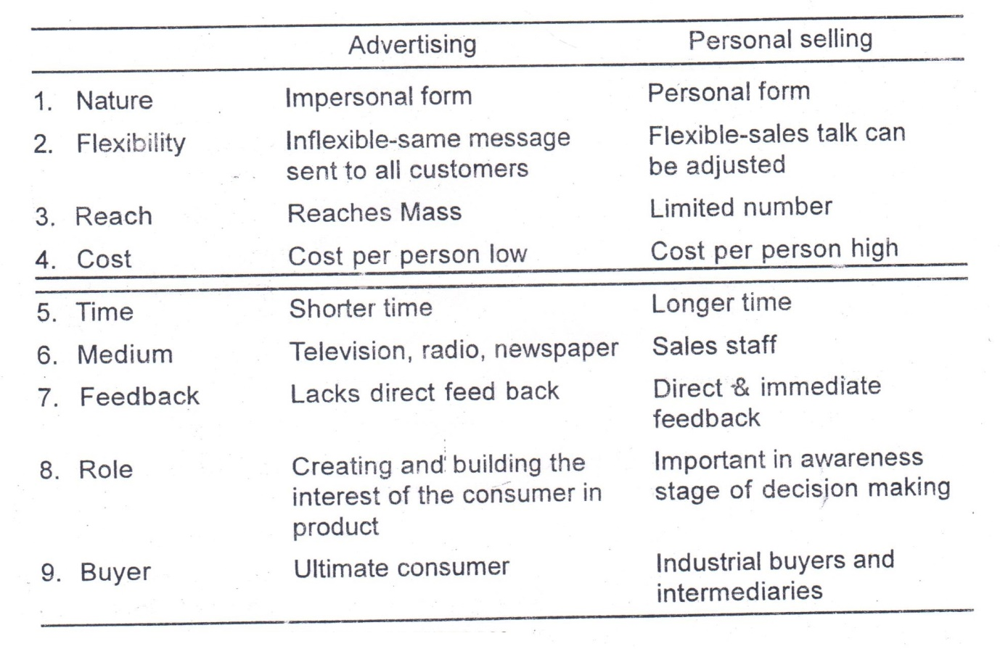 Advertising Personal selling
1. Nature Impersonal form Personal form
2. Flexibility Inflexible-same message Flexible-sales talk can
sent to all customers be adjusted
3. Reach Reaches Mass Limited number
4. Cost Cost per person low Cost per person high
5. Time Shorter time Longer time
6. Medium Television, radio, newspaper Sales staff
7. Feedback Lacks direct feed back Direct & immediate
feedback
8. Role Creating and building the Important in awareness
interest of the consumer in stage of decision making
product
9. Buyer Ultimate consumer Industrial buyers and
intermediaries